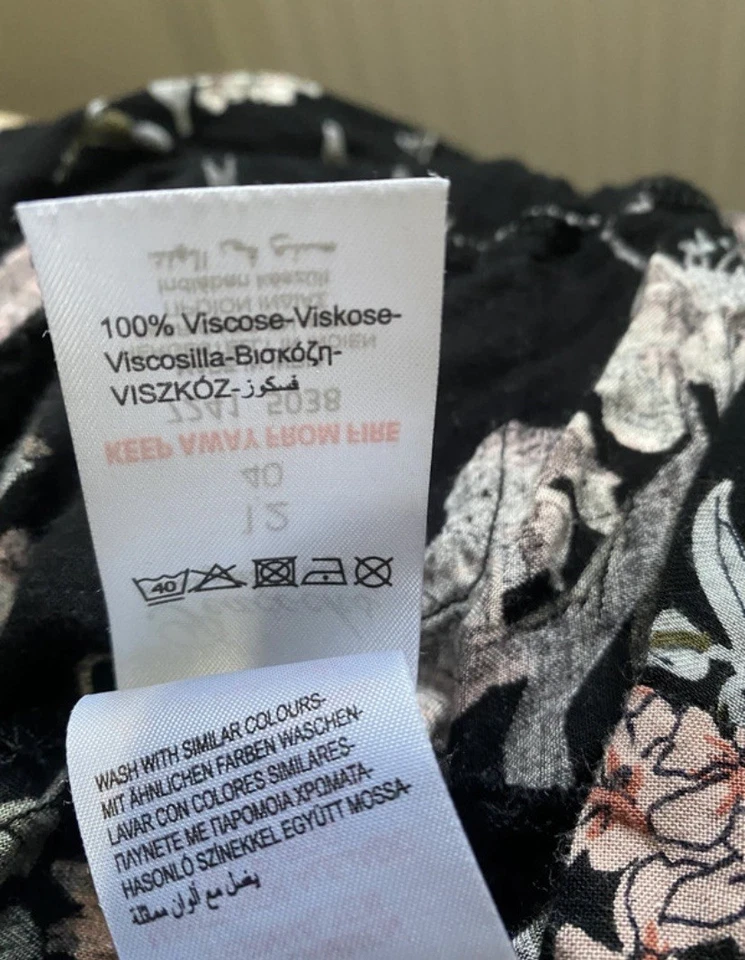 100% Viscose-Viskose-
Viscosilla-Βισκόζη-
VISZKÓZ-فسكوز
KEEP AWAY FROM FIRE
40
WASH WITH SIMILAR COLOURS-
MIT ÄHNLICHEN FARBEN WASCHEN-
LAVAR CON COLORES SIMILARES-
ΠΛΥΝΕΤΕ ΜΕ ΠΑΡΟΜΟΙΑ ΧΡΩΜΑΤΑ-
HASONLÓ SZÍNEKKEL EGYÜTT MOSSA-
يغسل مع ألوان مماثلة